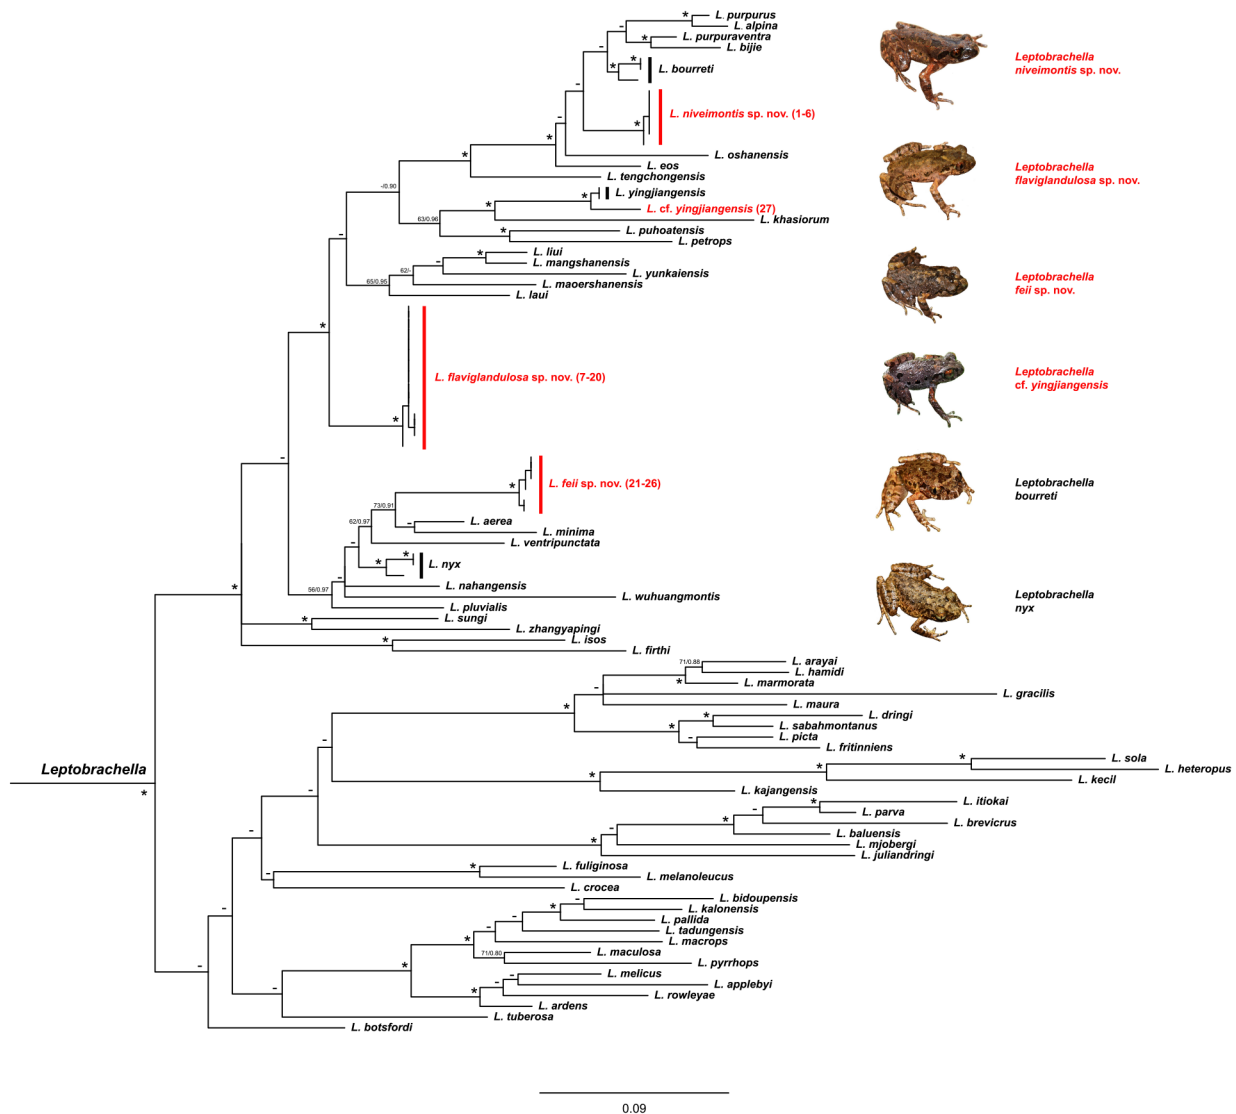 L. purpurus
L. alpina
L. purpuraventra
L. bijie
L. bourreti
L. niveimontis sp. nov. (1-6)
L. oshanensis
L. eos
L. tengchongensis
-/0.90
L. yingjiangensis
L. cf. yingjiangensis (27)
L. khasiorum
63/0.96
L. puhoatensis
L. petrops
L. liui
L. mangshanensis
62/-
L. yunkaiensis
65/0.95
L. maoershanensis
L. laui
L. flaviglandulosa sp. nov. (7-20)
L. feii sp. nov. (21-26)
73/0.91
L. aerea
62/0.97
L. minima
L. ventripunctata
L. nyx
L. nahangensis
56/0.97
L. wuhuangmontis
L. pluvialis
L. sungi
L. zhangyapingi
L. isos
L. firthi
71/0.88
L. arayai
L. hamidi
L. marmorata
L. gracilis
L. maura
L. dringi
L. sabahmontanus
L. picta
L. fritinniens
L. sola
L. heteropus
L. kecil
L. kajangensis
L. itiokai
L. parva
L. brevicrus
L. baluensis
L. mjobergi
L. juliandringi
L. fuliginosa
L. melanoleucus
L. crocea
L. bidoupensis
L. kalonensis
L. pallida
L. tadungensis
L. macrops
71/0.80
L. maculosa
L. pyrrhops
L. melicus
L. applebyi
L. rowleyae
L. ardens
L. tuberosa
L. botsfordi
Leptobrachella
Leptobrachella
niveimontis sp. nov.
Leptobrachella
flaviglandulosa sp. nov.
Leptobrachella
feii sp. nov.
Leptobrachella
cf. yingjiangensis
Leptobrachella
bourreti
Leptobrachella
nyx
0.09